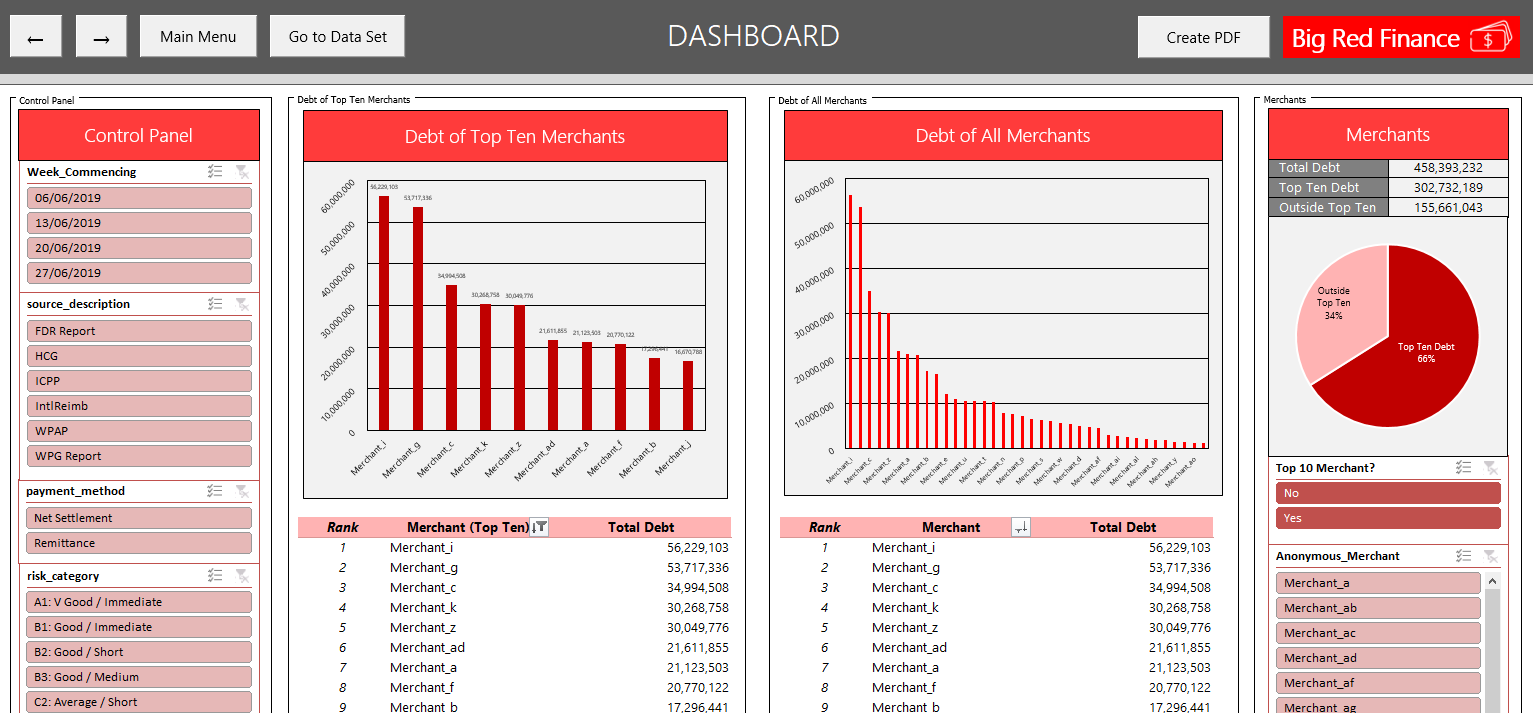 ← → Main Menu Go to Data Set DASHBOARD Create PDF Big Red Finance $
Control Panel
Control Panel
Week_Commencing
06/06/2019
13/06/2019
20/06/2019
27/06/2019
source_description
FDR Report
HCG
ICPP
IntlReimb
WPAP
WPG Report
payment_method
Net Settlement
Remittance
risk_category
A1: V Good / Immediate
B1: Good / Immediate
B2: Good / Short
B3: Good / Medium
C2: Average / Short
Debt of Top Ten Merchants
Debt of Top Ten Merchants
60,000,000
50,000,000
40,000,000
30,000,000
20,000,000
10,000,000
0
56,229,103
53,717,336
34,994,508
30,268,758
30,049,776
21,611,855
21,123,503
20,770,122
17,296,441
16,670,788
Merchant_i
Merchant_g
Merchant_c
Merchant_k
Merchant_z
Merchant_ad
Merchant_a
Merchant_f
Merchant_b
Merchant_j
Rank Merchant (Top Ten) Total Debt
1 Merchant_i 56,229,103
2 Merchant_g 53,717,336
3 Merchant_c 34,994,508
4 Merchant_k 30,268,758
5 Merchant_z 30,049,776
6 Merchant_ad 21,611,855
7 Merchant_a 21,123,503
8 Merchant_f 20,770,122
9 Merchant_b 17,296,441
Debt of All Merchants
Debt of All Merchants
60,000,000
50,000,000
40,000,000
30,000,000
20,000,000
10,000,000
0
Merchant_i
Merchant_c
Merchant_z
Merchant_a
Merchant_b
Merchant_e
Merchant_u
Merchant_t
Merchant_n
Merchant_p
Merchant_s
Merchant_w
Merchant_d
Merchant_af
Merchant_ai
Merchant_al
Merchant_ab
Merchant_y
Merchant_ao
Rank Merchant Total Debt
1 Merchant_i 56,229,103
2 Merchant_g 53,717,336
3 Merchant_c 34,994,508
4 Merchant_k 30,268,758
5 Merchant_z 30,049,776
6 Merchant_ad 21,611,855
7 Merchant_a 21,123,503
8 Merchant_f 20,770,122
9 Merchant_b 17,296,441
Merchants
Merchants
Total Debt 458,393,232
Top Ten Debt 302,732,189
Outside Top Ten 155,661,043
Outside
Top Ten
34%
Top Ten Debt
66%
Top 10 Merchant?
No
Yes
Anonymous_Merchant
Merchant_a
Merchant_ab
Merchant_ac
Merchant_ad
Merchant_af
Merchant_ag